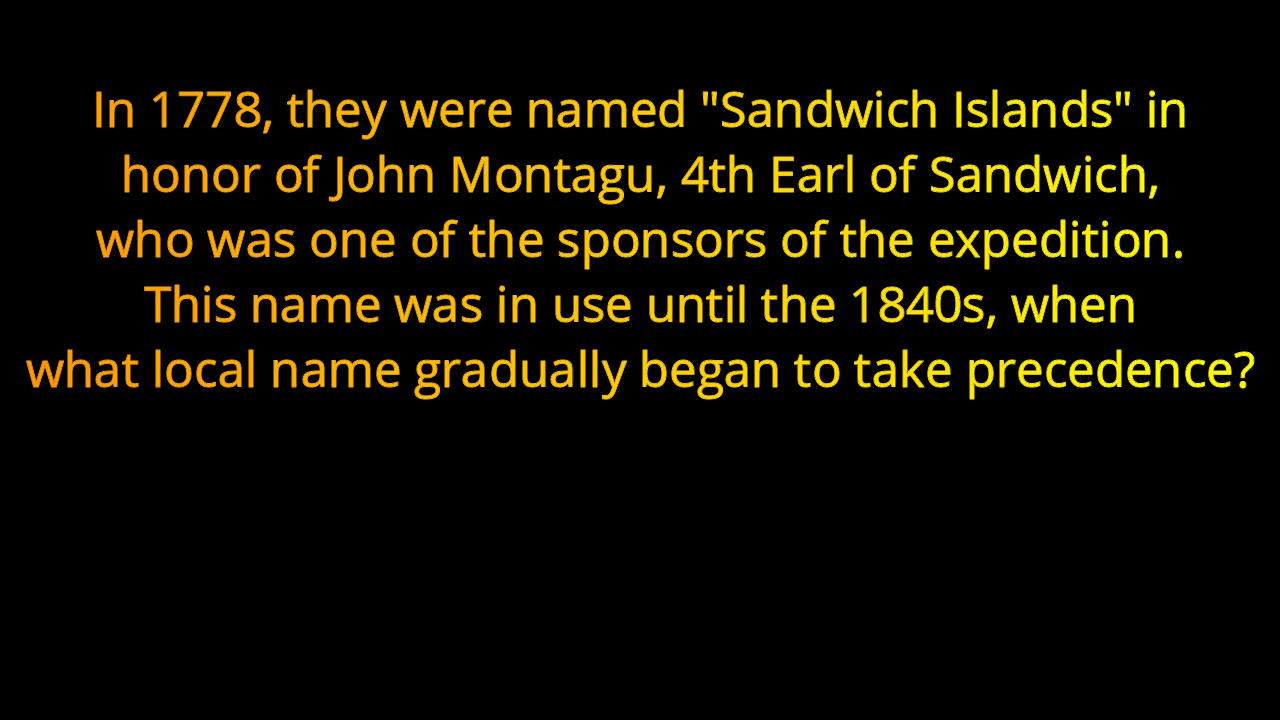 In 1778, they were named "Sandwich Islands" in
honor of John Montagu, 4th Earl of Sandwich,
who was one of the sponsors of the expedition.
This name was in use until the 1840s, when
what local name gradually began to take precedence?